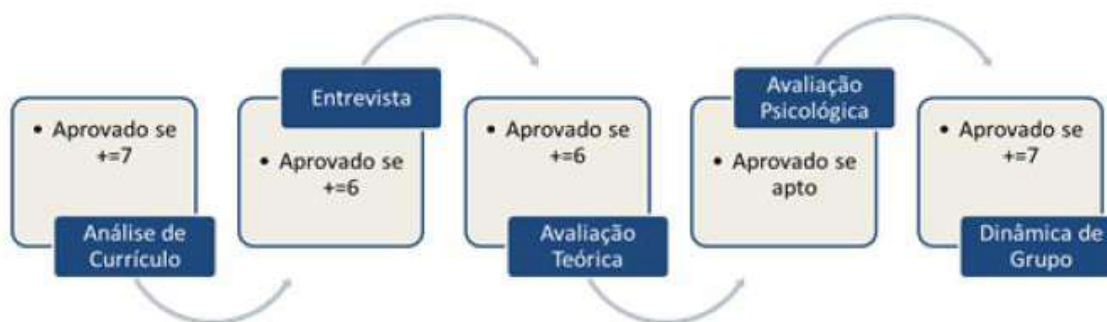 • Aprovado se
+=7
Análise de
Currículo
Entrevista
• Aprovado se
+=6
• Aprovado se
+=6
Avaliação
Teórica
Avaliação
Psicológica
• Aprovado se
apto
• Aprovado se
+=7
Dinâmica de
Grupo